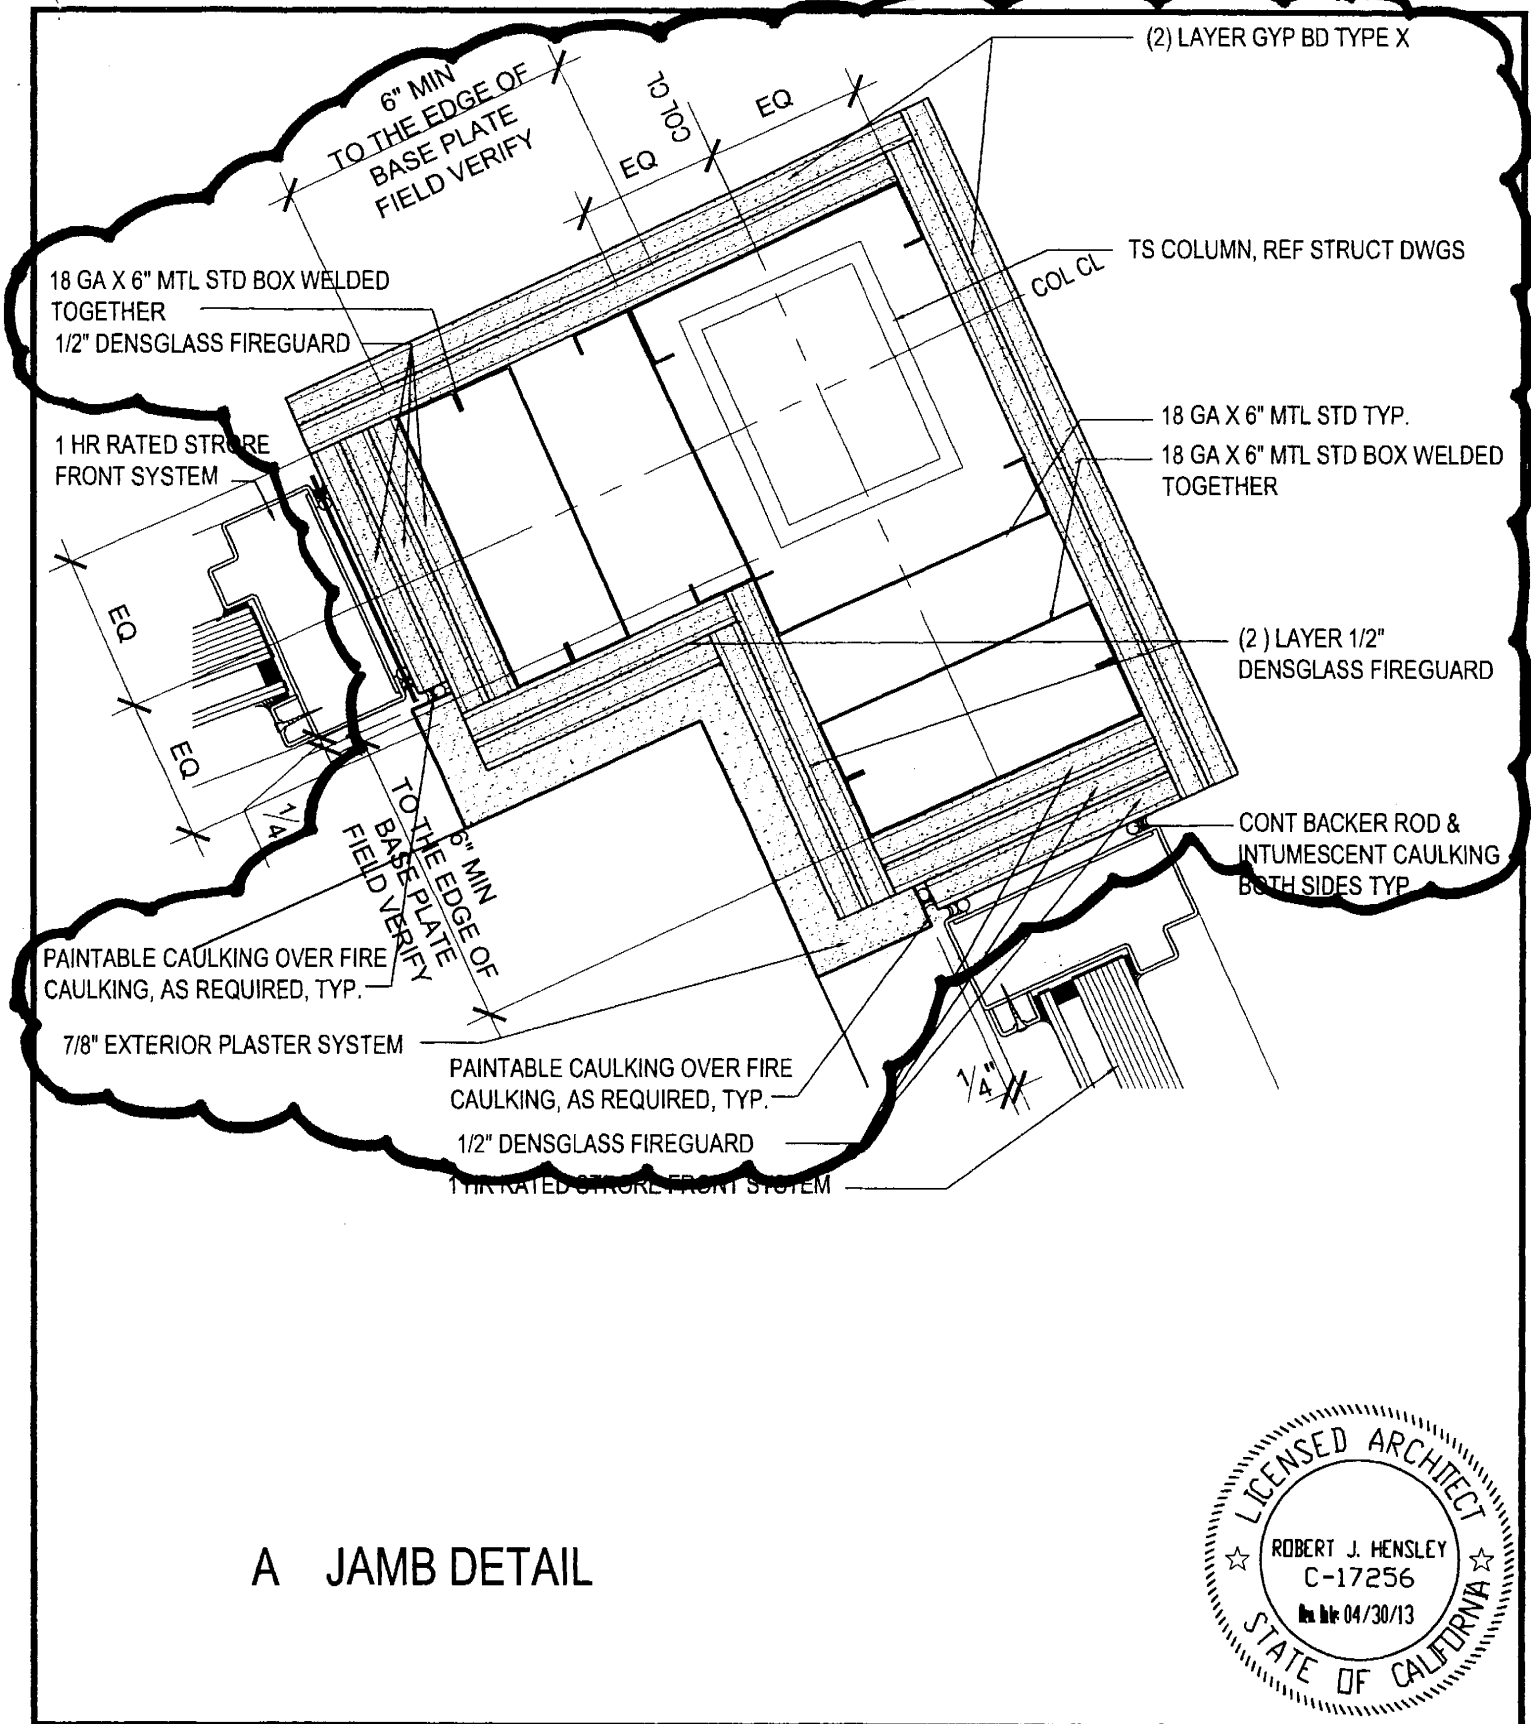 (2) LAYER GYP BD TYPE X
6" MIN
TO THE EDGE OF
BASE PLATE
FIELD VERIFY
COL CL
EQ
EQ
TS COLUMN, REF STRUCT DWGS
COL CL
18 GA X 6" MTL STD BOX WELDED
TOGETHER
1/2" DENSGLASS FIREGUARD
1 HR RATED STRORE
FRONT SYSTEM
18 GA X 6" MTL STD TYP.
18 GA X 6" MTL STD BOX WELDED
TOGETHER
EQ
EQ
1/4"
(2 ) LAYER 1/2"
DENSGLASS FIREGUARD
6" MIN
TO THE EDGE OF
BASE PLATE
FIELD VERIFY
CONT BACKER ROD &
INTUMESCENT CAULKING
BOTH SIDES TYP
PAINTABLE CAULKING OVER FIRE
CAULKING, AS REQUIRED, TYP.
7/8" EXTERIOR PLASTER SYSTEM
PAINTABLE CAULKING OVER FIRE
CAULKING, AS REQUIRED, TYP.
1/4"
1/2" DENSGLASS FIREGUARD
1 HR RATED STRORE FRONT SYSTEM
A JAMB DETAIL
LICENSED ARCHITECT
ROBERT J. HENSLEY
C-17256
04/30/13
STATE OF CALIFORNIA